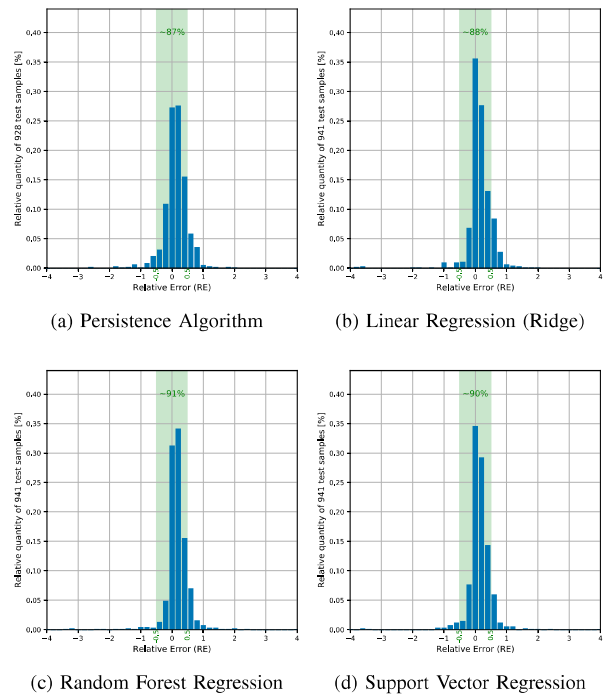 ~87%
0.40
0.35
0.30
0.25
0.20
0.15
0.10
0.05
0.00
Relative quantity of 928 test samples [%]
−4 −3 −2 −1 0 1 2 3 4
-0.5 0.5
Relative Error (RE)
(a) Persistence Algorithm
~88%
0.40
0.35
0.30
0.25
0.20
0.15
0.10
0.05
0.00
Relative quantity of 941 test samples [%]
−4 −3 −2 −1 0 1 2 3 4
-0.5 0.5
Relative Error (RE)
(b) Linear Regression (Ridge)
~91%
0.40
0.35
0.30
0.25
0.20
0.15
0.10
0.05
0.00
Relative quantity of 941 test samples [%]
−4 −3 −2 −1 0 1 2 3 4
-0.5 0.5
Relative Error (RE)
(c) Random Forest Regression
~90%
0.40
0.35
0.30
0.25
0.20
0.15
0.10
0.05
0.00
Relative quantity of 941 test samples [%]
−4 −3 −2 −1 0 1 2 3 4
-0.5 0.5
Relative Error (RE)
(d) Support Vector Regression